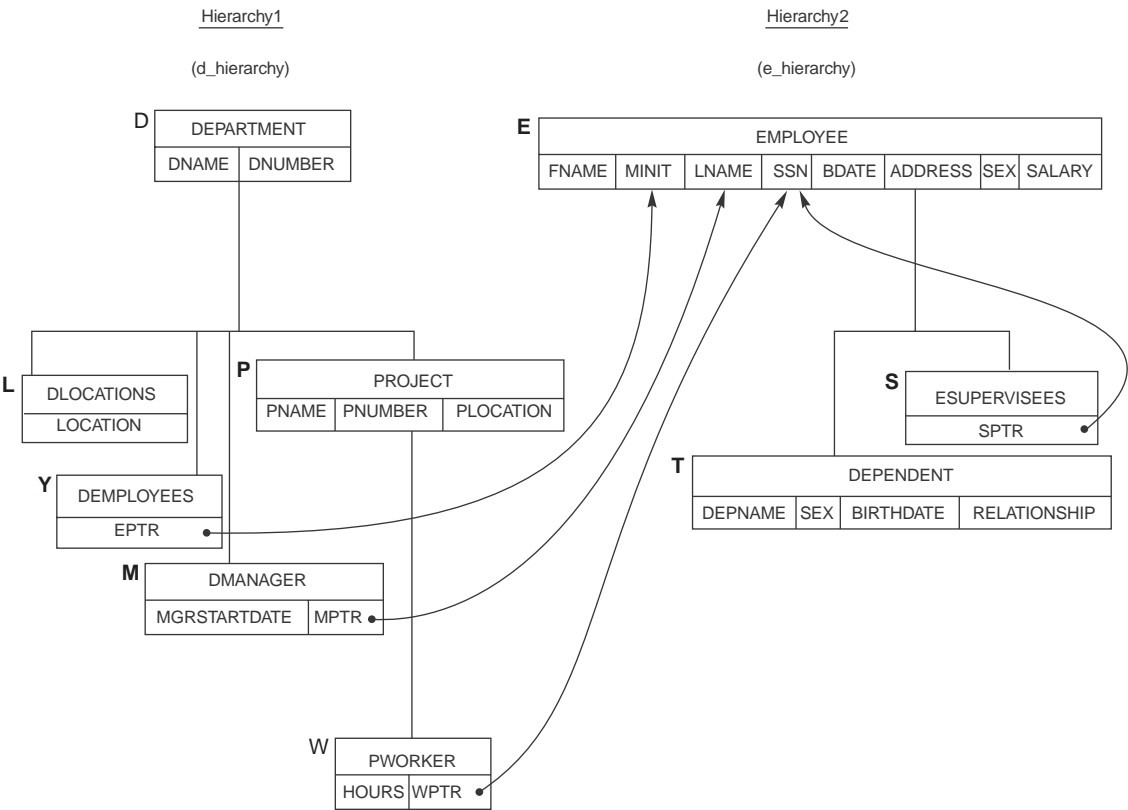 Hierarchy1
(d_hierarchy)
D
DEPARTMENT
DNAME DNUMBER
L
DLOCATIONS
LOCATION
P
PROJECT
PNAME PNUMBER PLOCATION
Y
DEMPLOYEES
EPTR
M
DMANAGER
MGRSTARTDATE MPTR
W
PWORKER
HOURS WPTR
Hierarchy2
(e_hierarchy)
E
EMPLOYEE
FNAME MINIT LNAME SSN BDATE ADDRESS SEX SALARY
S
ESUPERVISEES
SPTR
T
DEPENDENT
DEPNAME SEX BIRTHDATE RELATIONSHIP